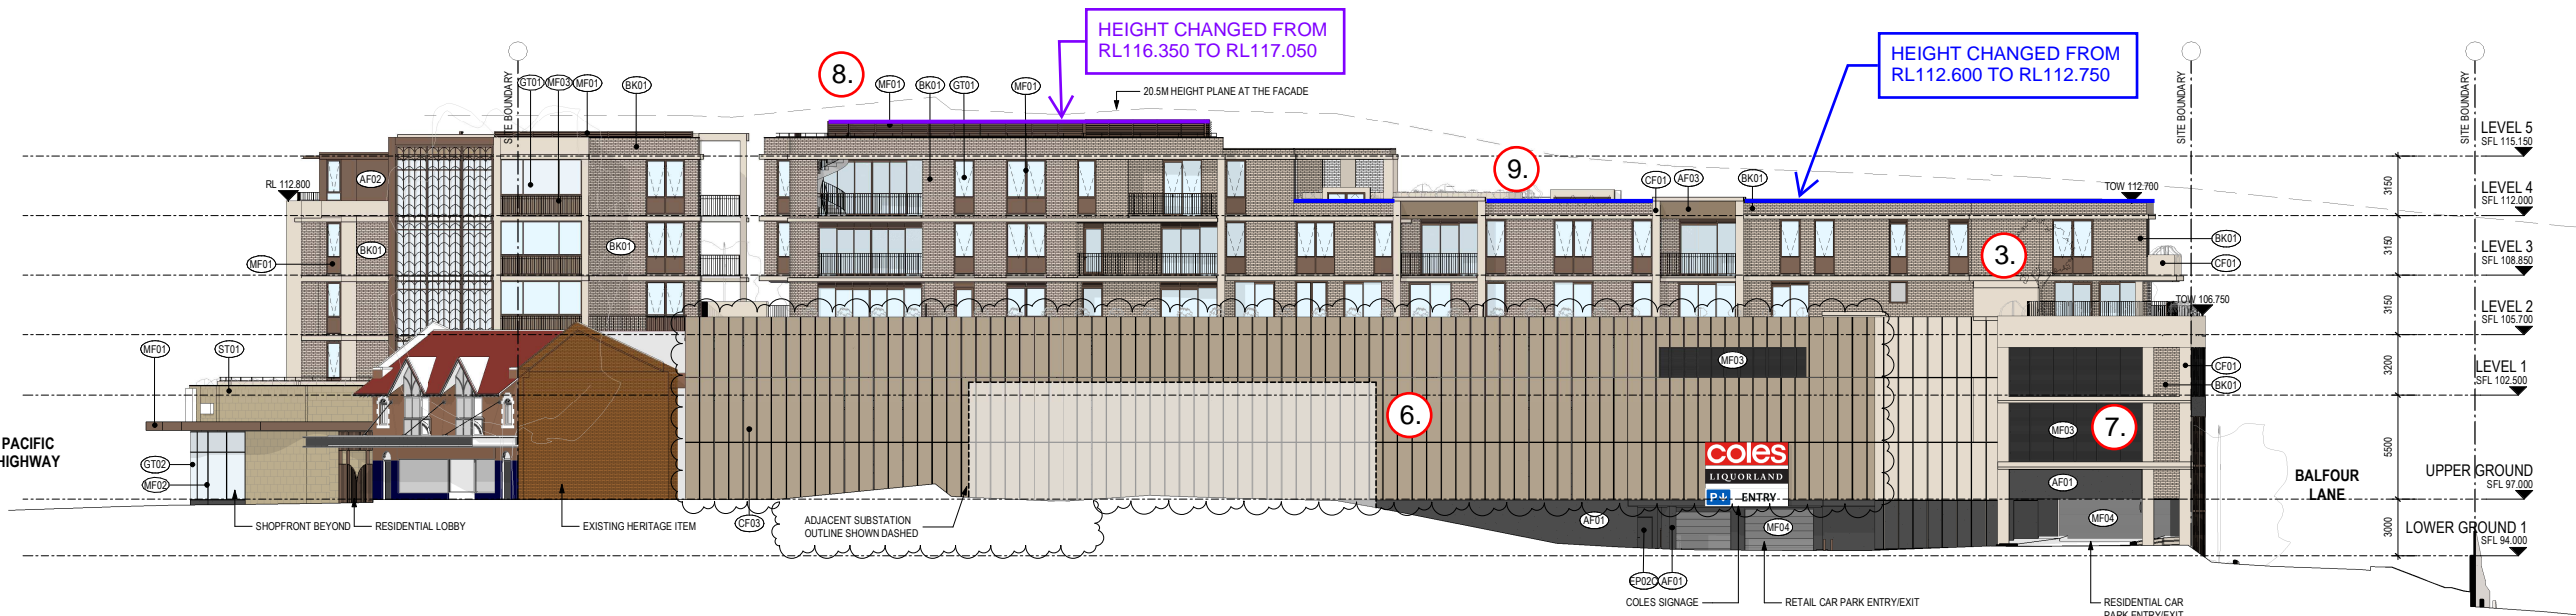 HEIGHT CHANGED FROM
RL116.350 TO RL117.050
HEIGHT CHANGED FROM
RL112.600 TO RL112.750
8.
MF01
BK01
GT01
MF01
20.5M HEIGHT PLANE AT THE FACADE
SITE BOUNDARY
GT01
MF03
MF01
BK01
SITE BOUNDARY
SITE BOUNDARY
LEVEL 5
SFL 115.150
9.
CF01
AF03
BK01
TOW 112.700
3150
LEVEL 4
SFL 112.000
RL 112.800
AF02
BK01
BK01
MF01
3.
BK01
CF01
3150
LEVEL 3
SFL 108.850
TOW 106.750
3150
LEVEL 2
SFL 105.700
MF01
ST01
MF03
CF01
BK01
3200
LEVEL 1
SFL 102.500
6.
MF03
7.
PACIFIC
HIGHWAY
GT02
MF02
coles
LIQUORLAND
P ENTRY
AF01
MF04
5500
BALFOUR
LANE
UPPER GROUND
SFL 97.000
SHOPFRONT BEYOND
RESIDENTIAL LOBBY
EXISTING HERITAGE ITEM
CF03
ADJACENT SUBSTATION
OUTLINE SHOWN DASHED
AF01
MF04
3000
LOWER GROUND 1
SFL 94.000
EP02C
AF01
COLES SIGNAGE
RETAIL CAR PARK ENTRY/EXIT
RESIDENTIAL CAR
PARK ENTRY/EXIT